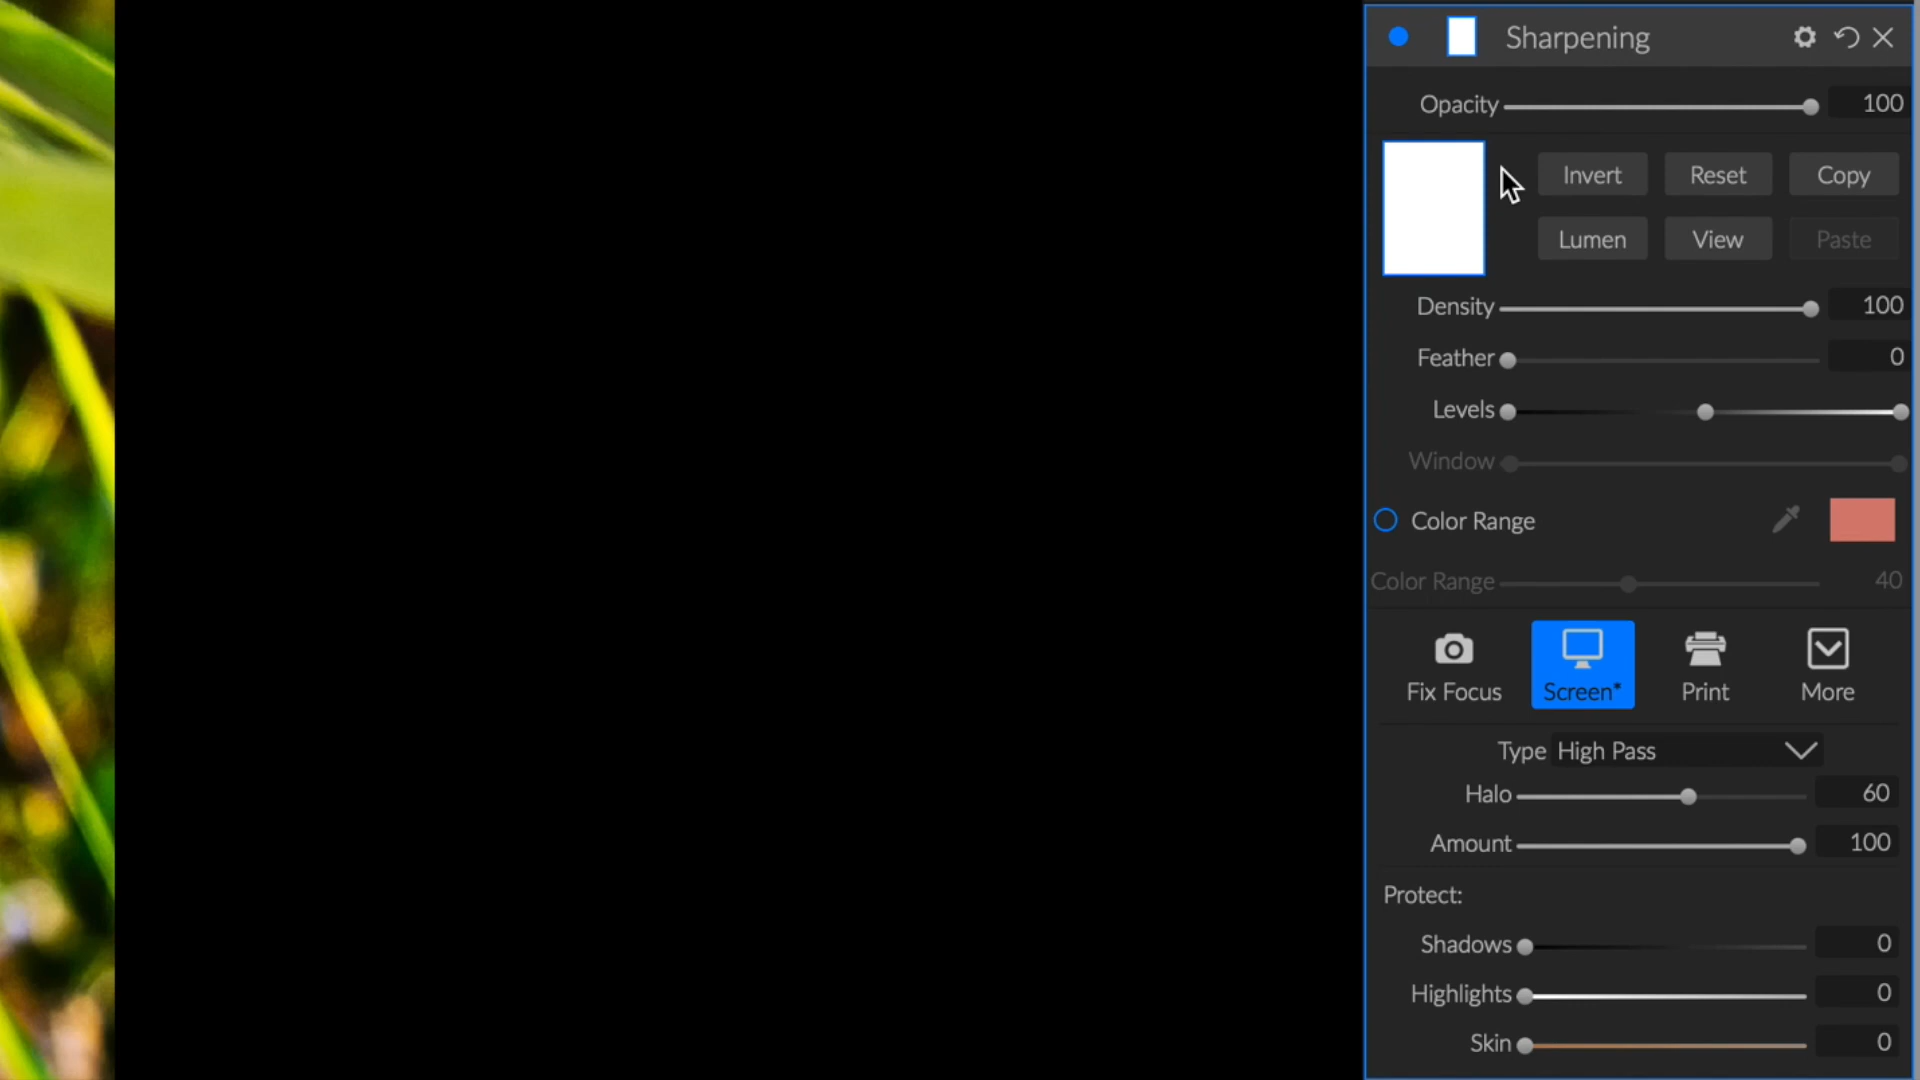 Sharpening
Opacity 100
Invert Reset Copy
Lumen View Paste
Density 100
Feather 0
Levels
Window
Color Range
Color Range 40
Fix Focus Screen* Print More
Type High Pass
Halo 60
Amount 100
Protect:
Shadows 0
Highlights 0
Skin 0